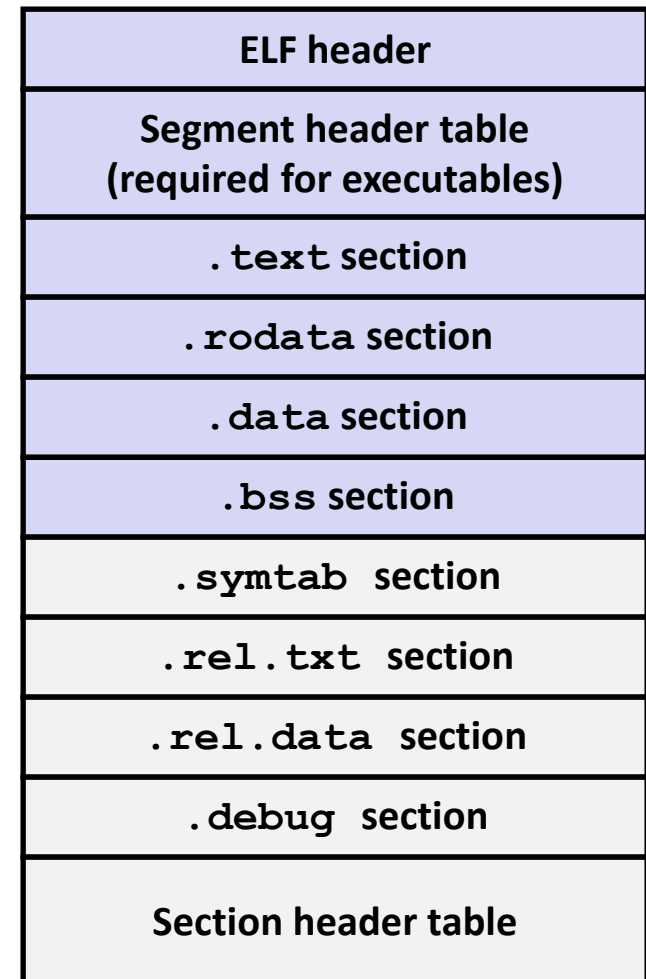 ELF header
Segment header table
(required for executables)
.text section
.rodata section
.data section
.bss section
.symtab section
.rel.txt section
.rel.data section
.debug section
Section header table